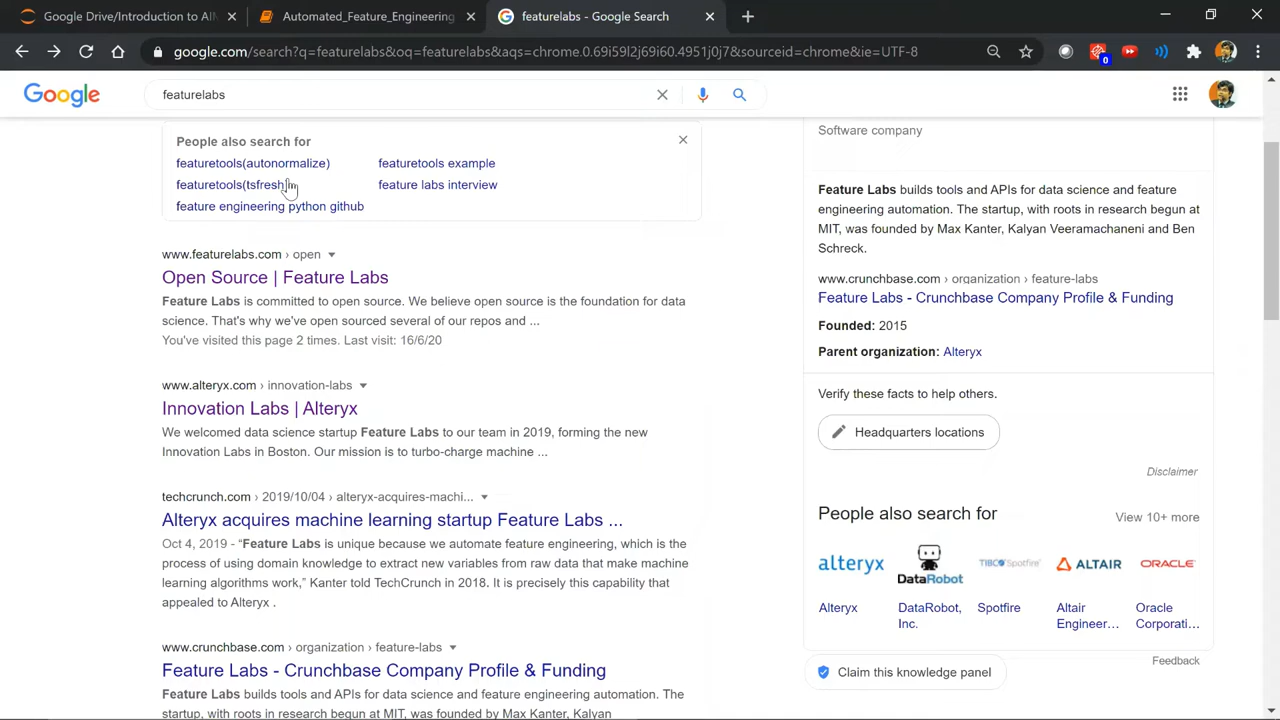 Google Drive/Introduction to AI
Automated_Feature_Engineering
featurelabs - Google Search
google.com/search?q=featurelabs&oq=featurelabs&aqs=chrome.0.69i59l2j69i60.4951j0j7&sourceid=chrome&ie=UTF-8
0
Google
featurelabs
People also search for
featuretools(autonormalize)
featuretools example
featuretools(tsfresh
feature labs interview
feature engineering python github
www.featurelabs.com › open
Open Source | Feature Labs
Feature Labs is committed to open source. We believe open source is the foundation for data
science. That's why we've open sourced several of our repos and ...
You've visited this page 2 times. Last visit: 16/6/20
www.alteryx.com › innovation-labs
Innovation Labs | Alteryx
We welcomed data science startup Feature Labs to our team in 2019, forming the new
Innovation Labs in Boston. Our mission is to turbo-charge machine ...
techcrunch.com › 2019/10/04 › alteryx-acquires-machi...
Alteryx acquires machine learning startup Feature Labs ...
Oct 4, 2019 - “Feature Labs is unique because we automate feature engineering, which is the
process of using domain knowledge to extract new variables from raw data that make machine
learning algorithms work,” Kanter told TechCrunch in 2018. It is precisely this capability that
appealed to Alteryx .
www.crunchbase.com › organization › feature-labs
Feature Labs - Crunchbase Company Profile & Funding
Feature Labs builds tools and APIs for data science and feature engineering automation. The
startup, with roots in research begun at MIT, was founded by Max Kanter, Kalyan
Software company
Feature Labs builds tools and APIs for data science and feature
engineering automation. The startup, with roots in research begun at
MIT, was founded by Max Kanter, Kalyan Veeramachaneni and Ben
Schreck.
www.crunchbase.com › organization › feature-labs
Feature Labs - Crunchbase Company Profile & Funding
Founded: 2015
Parent organization: Alteryx
Verify these facts to help others.
Headquarters locations
Disclaimer
People also search for
View 10+ more
alteryx
DataRobot
TIBCO Spotfire
ALTAIR
ORACLE
Alteryx
DataRobot,
Inc.
Spotfire
Altair
Engineer...
Oracle
Corporati...
Feedback
Claim this knowledge panel